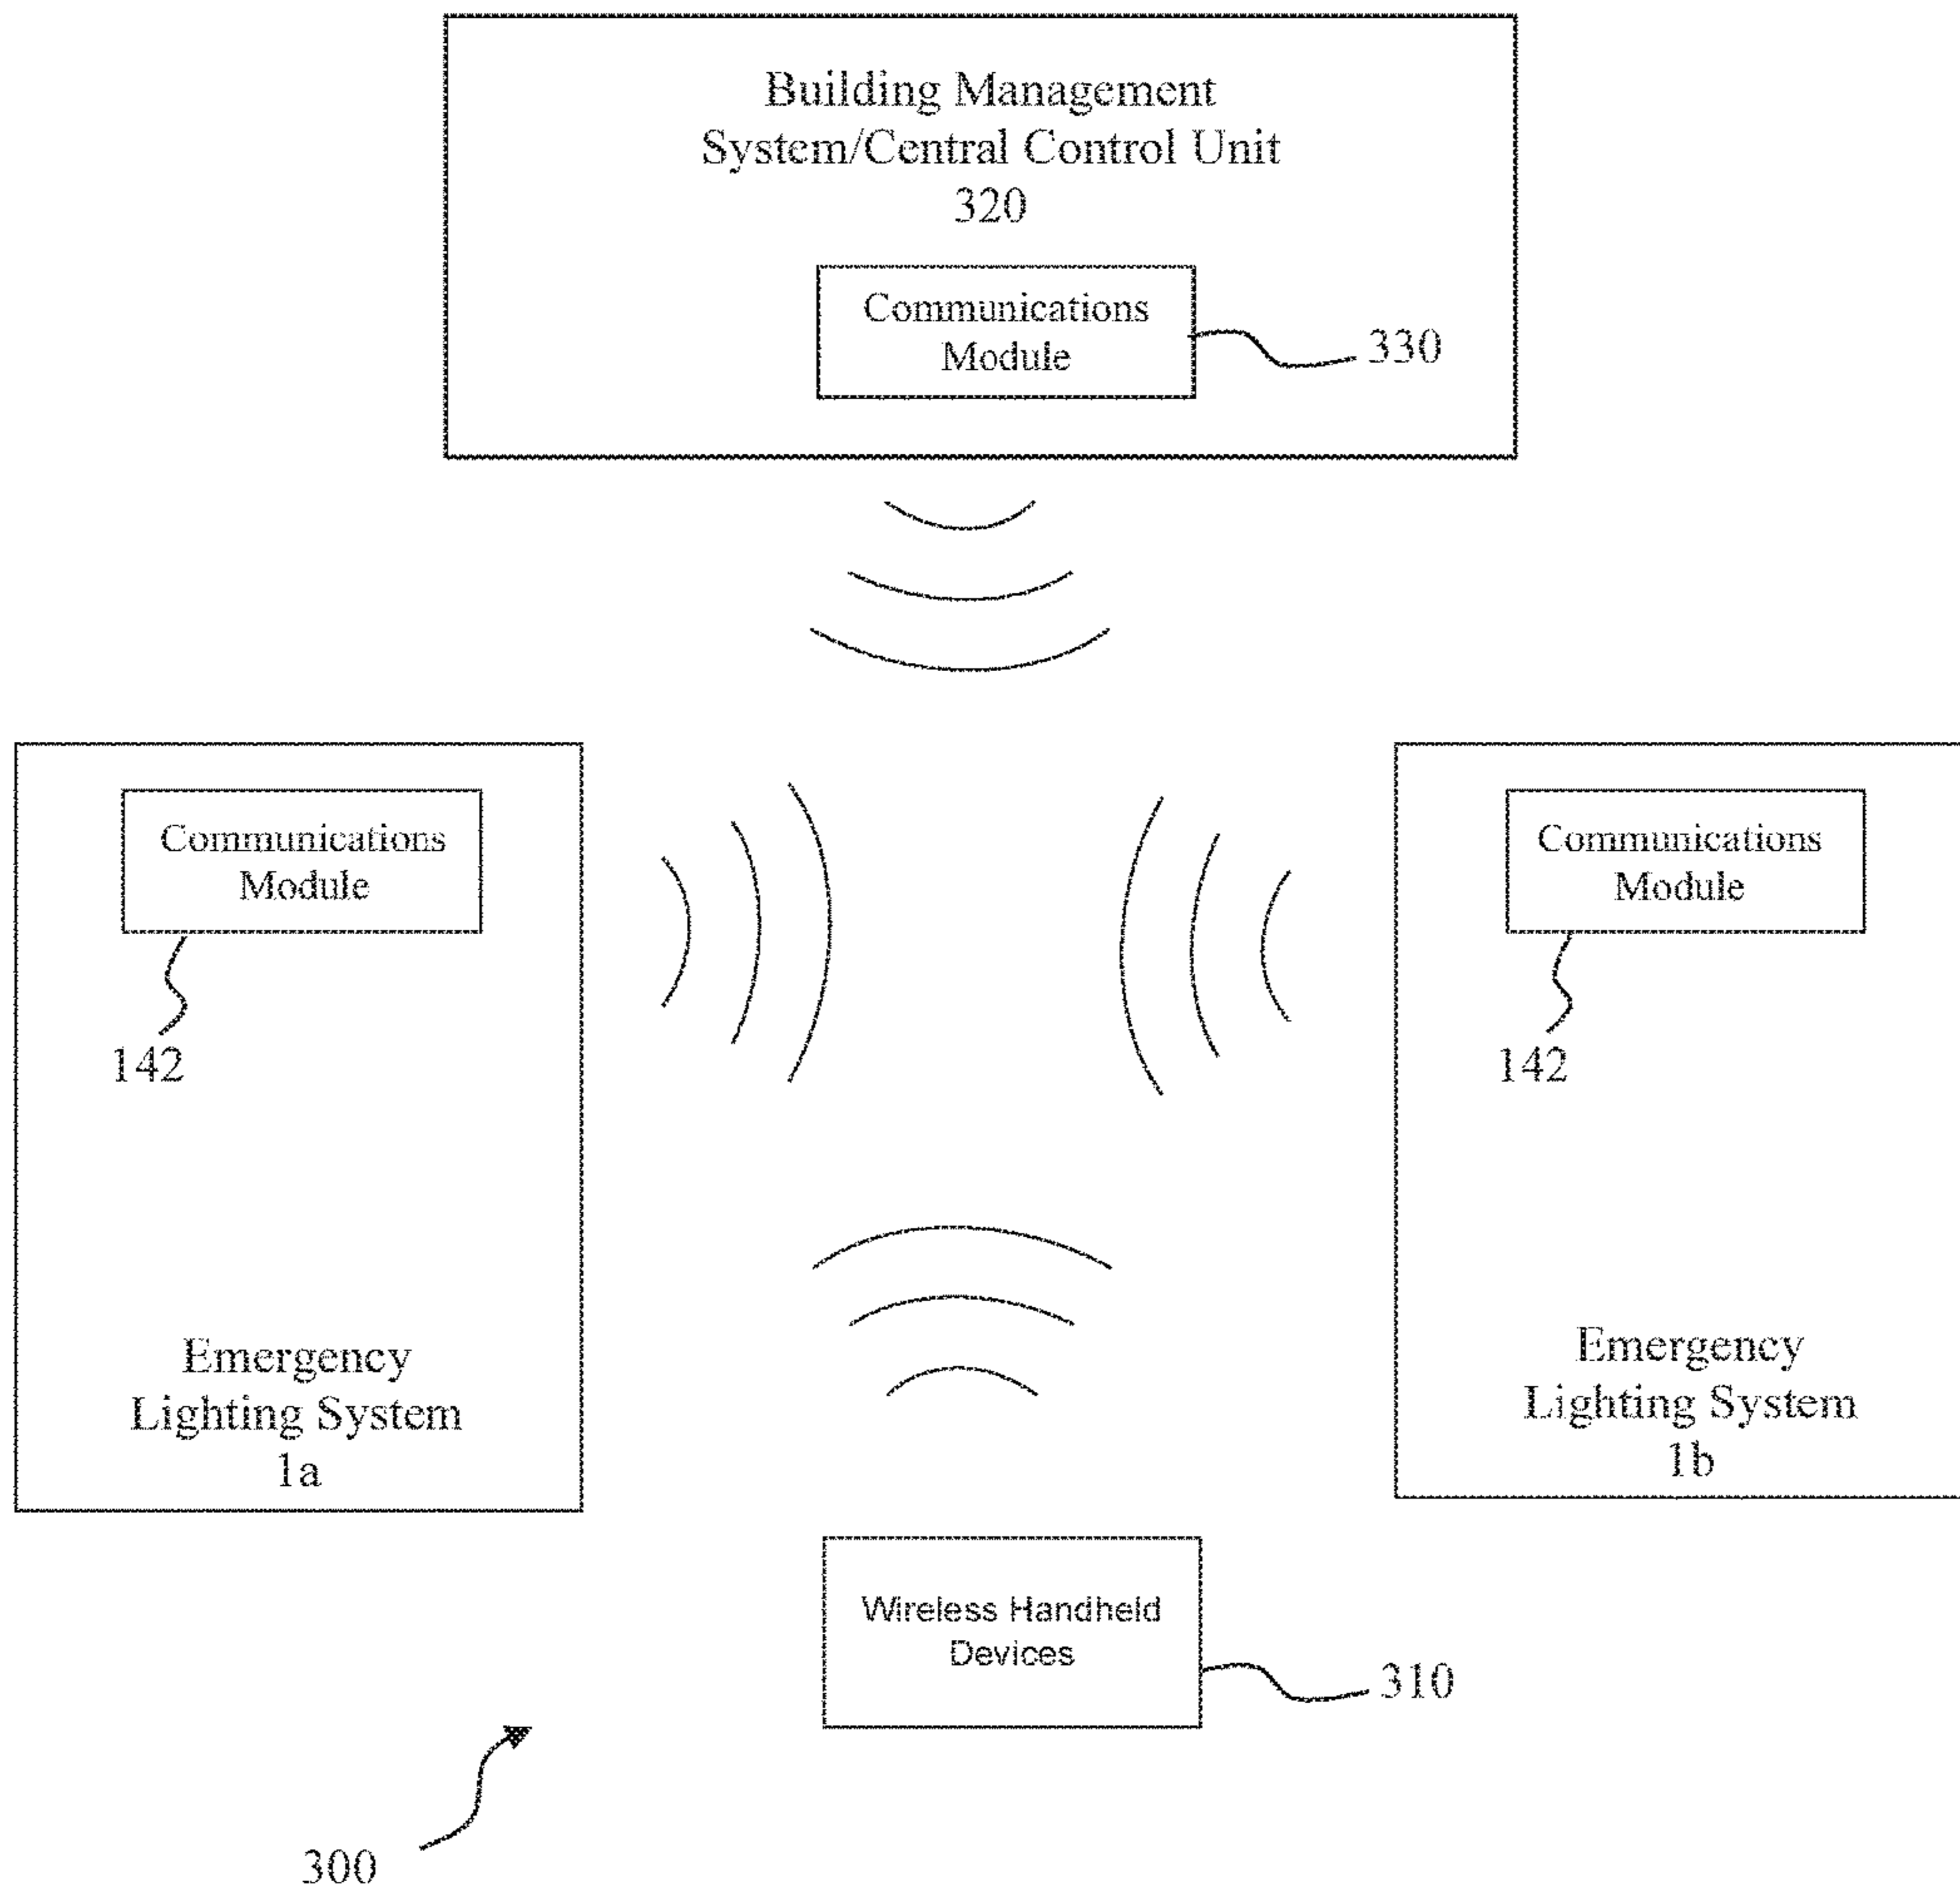 Building Management
System/Central Control Unit
320
Communications
Module
330
Communications
Module
142
Emergency
Lighting System
1a
Communications
Module
142
Emergency
Lighting System
1b
Wireless Handheld
Devices
310
300